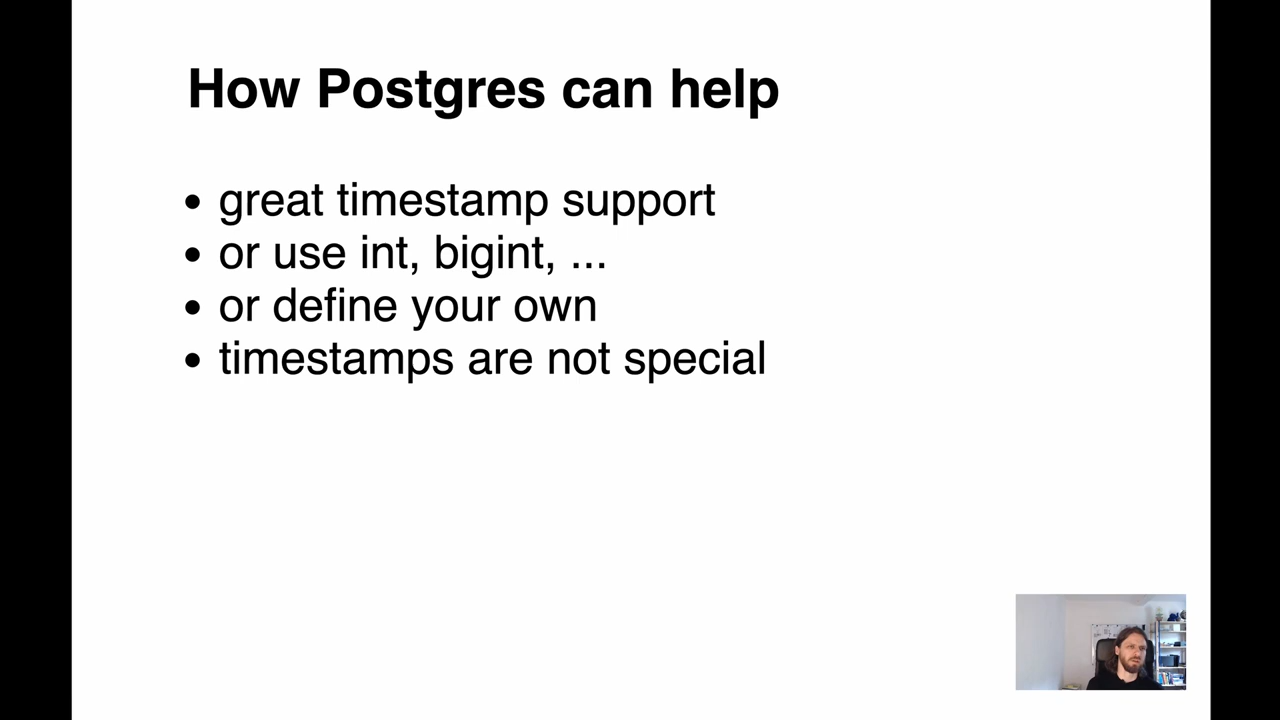 How Postgres can help
• great timestamp support
• or use int, bigint, ...
• or define your own
• timestamps are not special